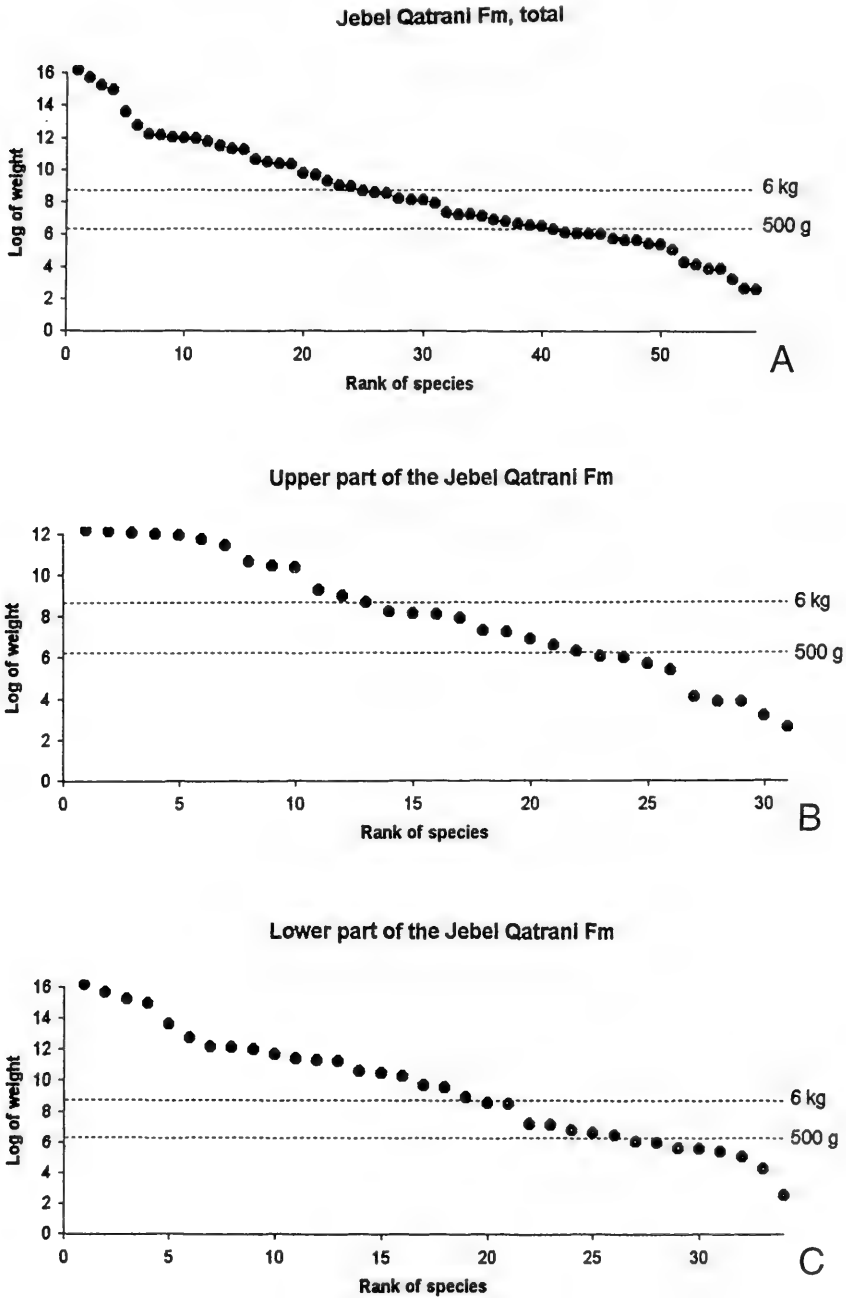 Jebel Qatrani Fm, total
16
14
12
10
8
6
4
2
0
Log of weight
6 kg
500 g
0 10 20 30 40 50
Rank of species
A
Upper part of the Jebel Qatrani Fm
12
10
8
6
4
2
0
Log of weight
6 kg
500 g
0 5 10 15 20 25 30
Rank of species
B
Lower part of the Jebel Qatrani Fm
16
14
12
10
8
6
4
2
0
Log of weight
6 kg
500 g
0 5 10 15 20 25 30
Rank of species
C